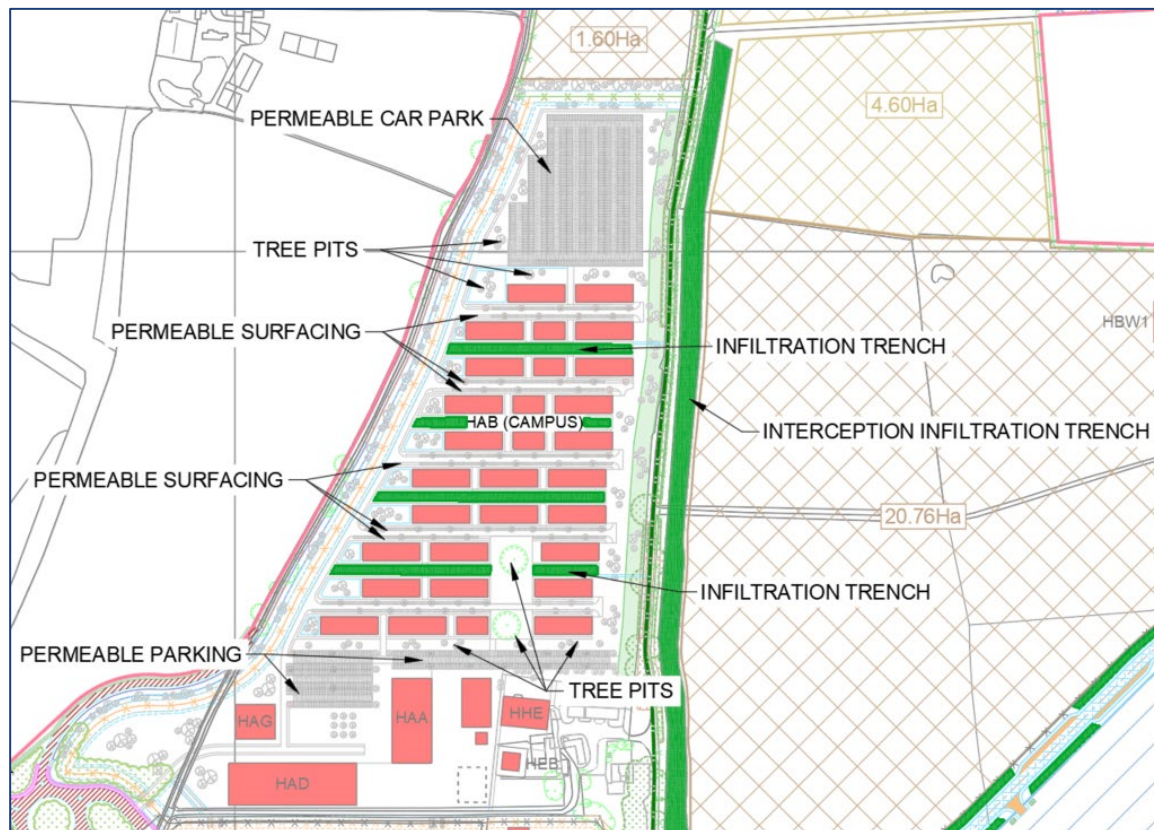 1.60Ha
4.60Ha
PERMEABLE CAR PARK
TREE PITS
HBW1
PERMEABLE SURFACING
INFILTRATION TRENCH
HAB (CAMPUS)
INTERCEPTION INFILTRATION TRENCH
PERMEABLE SURFACING
20.76Ha
INFILTRATION TRENCH
PERMEABLE PARKING
TREE PITS
HAG
HAA
HHE
HEB
HAD